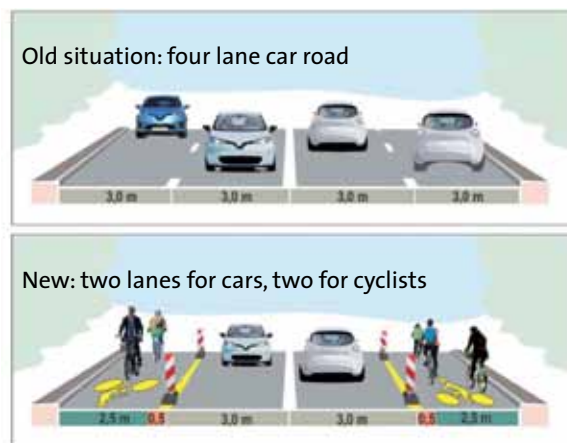 Old situation: four lane car road
3,0 m 3,0 m 3,0 m 3,0 m
New: two lanes for cars, two for cyclists
2,5 m 0,5 3,0 m 3,0 m 0,5 2,5 m